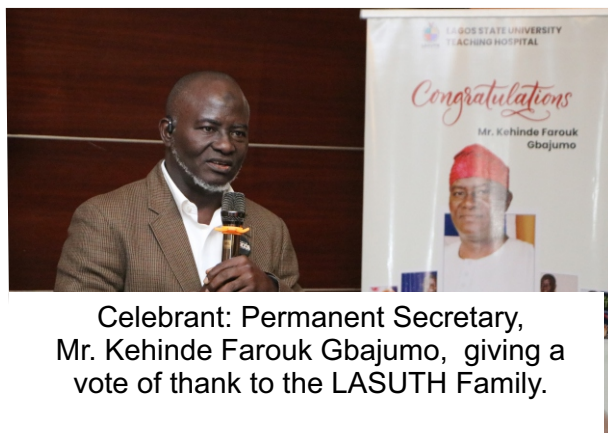 LAGOS STATE UNIVERSITY
TEACHING HOSPITAL
Congratulations
Mr. Kehinde Farouk
Gbajumo
Celebrant: Permanent Secretary,
Mr. Kehinde Farouk Gbajumo,  giving a
vote of thank to the LASUTH Family.